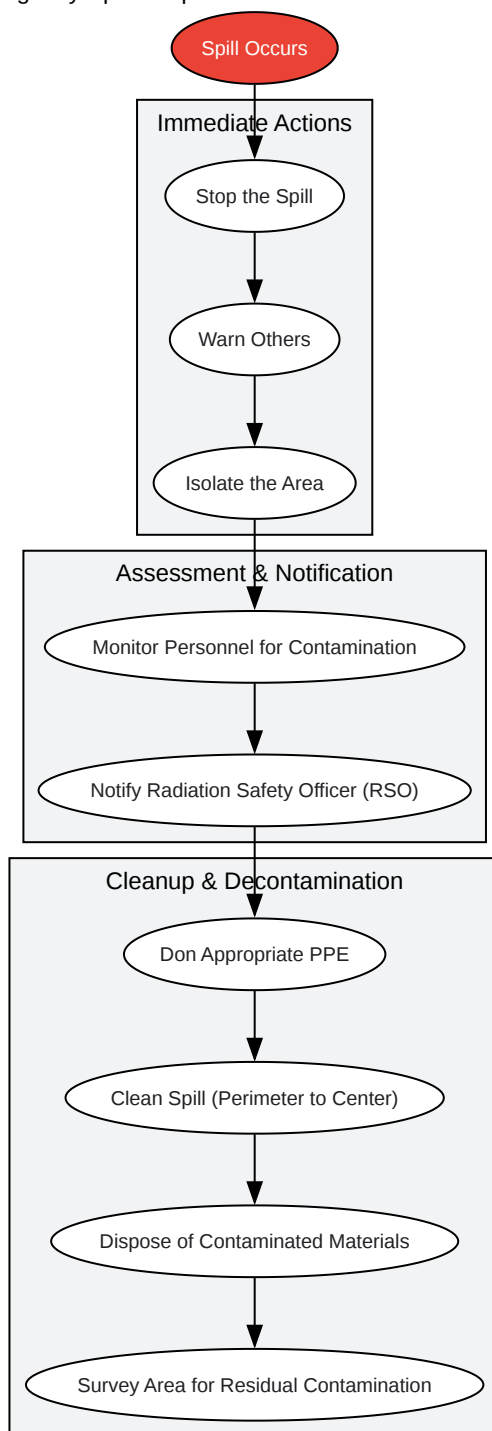 Spill Occurs
Immediate Actions
Stop the Spill
Warn Others
Isolate the Area
Assessment & Notification
Monitor Personnel for Contamination
Notify Radiation Safety Officer (RSO)
Cleanup & Decontamination
Don Appropriate PPE
Clean Spill (Perimeter to Center)
Dispose of Contaminated Materials
Survey Area for Residual Contamination